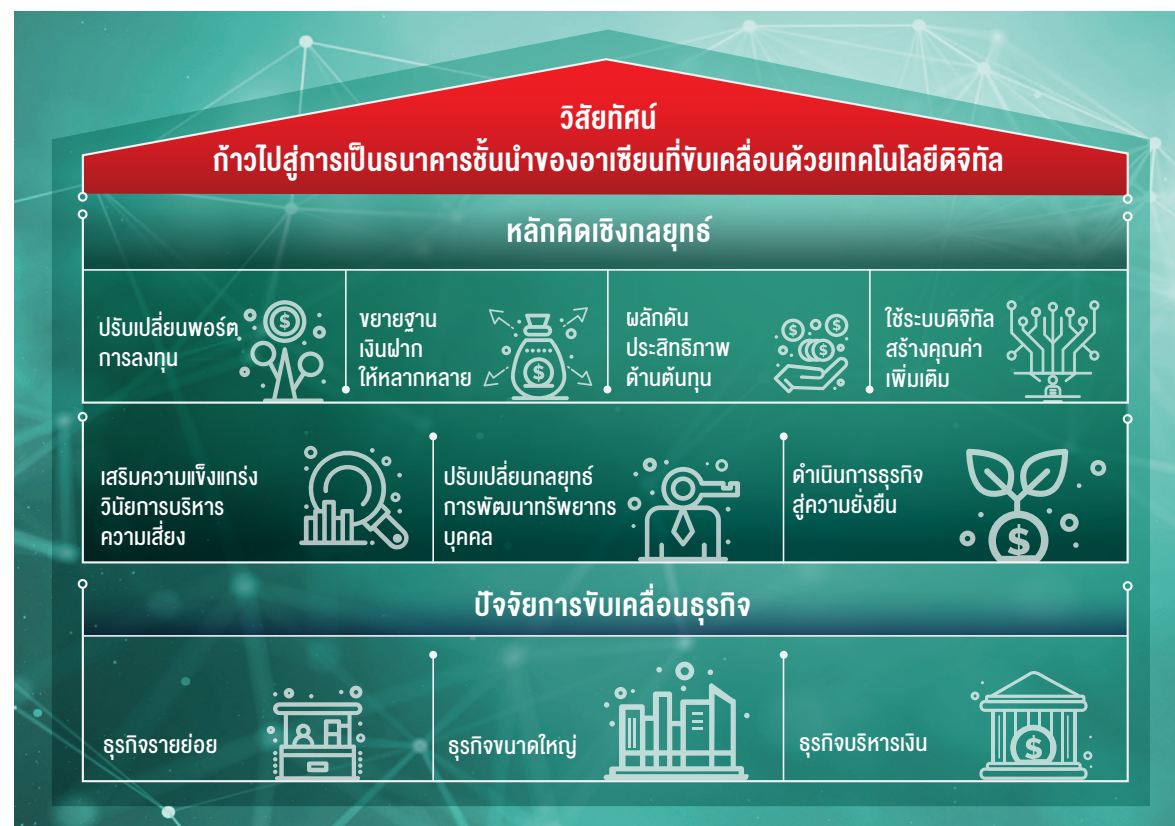 วิสัยทัศน์
ก้าวไปสู่การเป็นธนาคารชั้นนำของอาเซียนที่ขับเคลื่อนด้วยเทคโนโลยีดิจิทัล
หลักคิดเชิงกลยุทธ์
ปรับเปลี่ยนพอร์ต
การลงทุน
ขยายฐาน
เงินฝาก
ให้หลากหลาย
ผลักดัน
ประสิทธิภาพ
ด้านต้นทุน
ใช้ระบบดิจิทัล
สร้างคุณค่า
เพิ่มเติม
เสริมความแข็งแกร่ง
วินัยการบริหาร
ความเสี่ยง
ปรับเปลี่ยนกลยุทธ์
การพัฒนาทรัพยากร
บุคคล
ดำเนินการธุรกิจ
สู่ความยั่งยืน
ปัจจัยการขับเคลื่อนธุรกิจ
ธุรกิจรายย่อย
ธุรกิจขนาดใหญ่
ธุรกิจบริหารเงิน